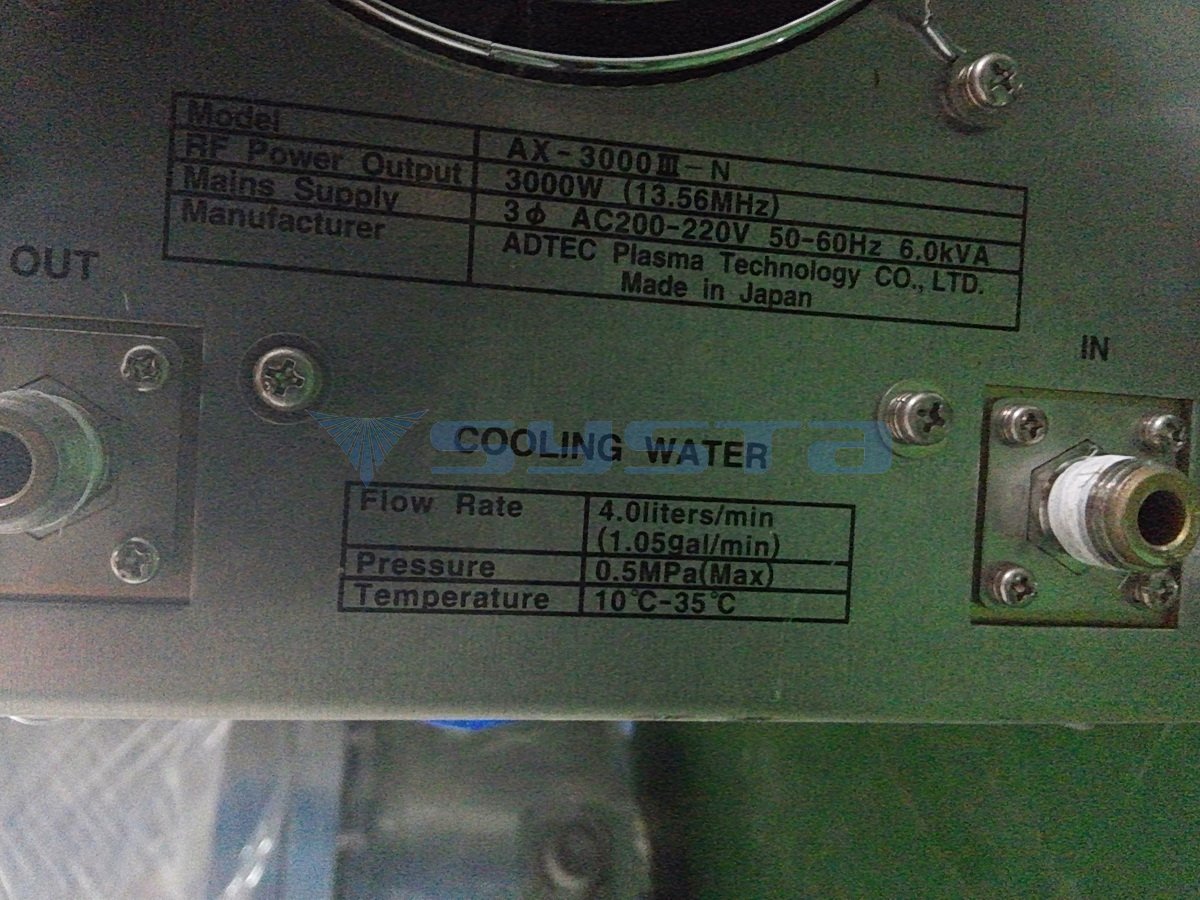 Model AX-3000Ⅲ-N
RF Power Output 3000W (13.56MHz)
Mains Supply 3ϕ AC200-220V 50-60Hz 6.0kVA
Manufacturer ADTEC Plasma Technology CO., LTD.
Made in Japan
OUT
IN
COOLING WATER
systa
Flow Rate 4.0liters/min
(1.05gal/min)
Pressure 0.5MPa(Max)
Temperature 10°C-35°C